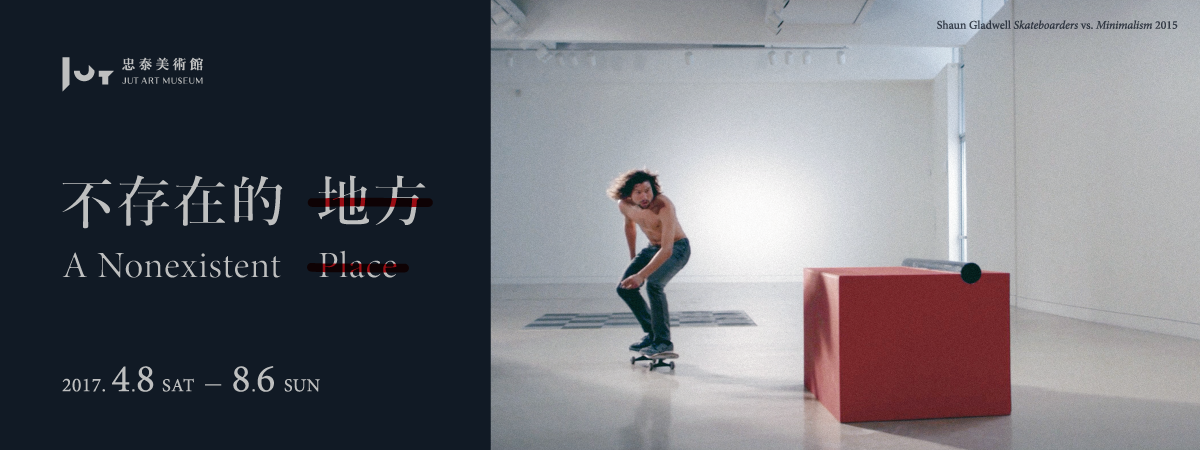 JUT 忠泰美術館
JUT ART MUSEUM
不存在的 地方
A Nonexistent Place
2017. 4.8 SAT — 8.6 SUN
Shaun Gladwell Skateboarders vs. Minimalism 2015